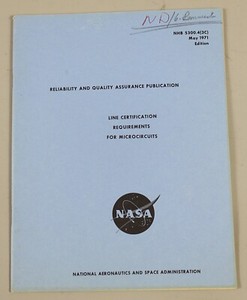 NHB 5300.4(3C)
May 1971
Edition
RELIABILITY AND QUALITY ASSURANCE PUBLICATION
LINE CERTIFICATION
REQUIREMENTS
FOR MICROCIRCUITS
NASA
NATIONAL AERONAUTICS AND SPACE ADMINISTRATION